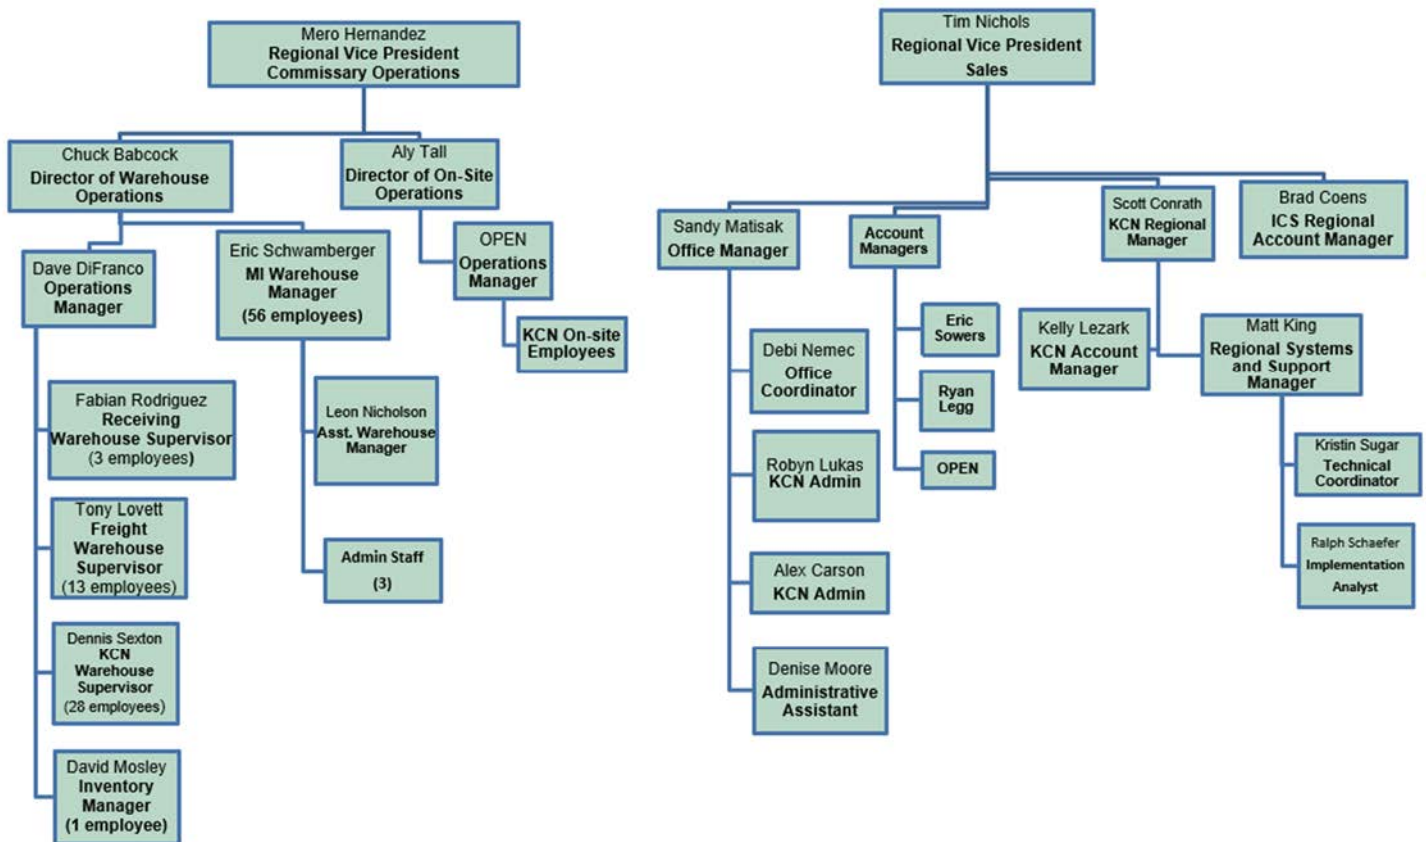 Mero Hernandez
Regional Vice President
Commissary Operations
Chuck Babcock
Director of Warehouse
Operations
Aly Tall
Director of On-Site
Operations
Dave DiFranco
Operations
Manager
Eric Schwamberger
MI Warehouse
Manager
(56 employees)
OPEN
Operations
Manager
KCN On-site
Employees
Fabian Rodriguez
Receiving
Warehouse Supervisor
(3 employees)
Tony Lovett
Freight
Warehouse
Supervisor
(13 employees)
Dennis Sexton
KCN
Warehouse
Supervisor
(28 employees)
David Mosley
Inventory
Manager
(1 employee)
Leon Nicholson
Asst. Warehouse
Manager
Admin Staff
(3)
Tim Nichols
Regional Vice President
Sales
Sandy Matisak
Office Manager
Account
Managers
Scott Conrath
KCN Regional
Manager
Brad Coens
ICS Regional
Account Manager
Debi Nemec
Office
Coordinator
Robyn Lukas
KCN Admin
Alex Carson
KCN Admin
Denise Moore
Administrative
Assistant
Eric
Sowers
Ryan
Legg
OPEN
Kelly Lezark
KCN Account
Manager
Matt King
Regional Systems
and Support
Manager
Kristin Sugar
Technical
Coordinator
Ralph Schaefer
Implementation
Analyst